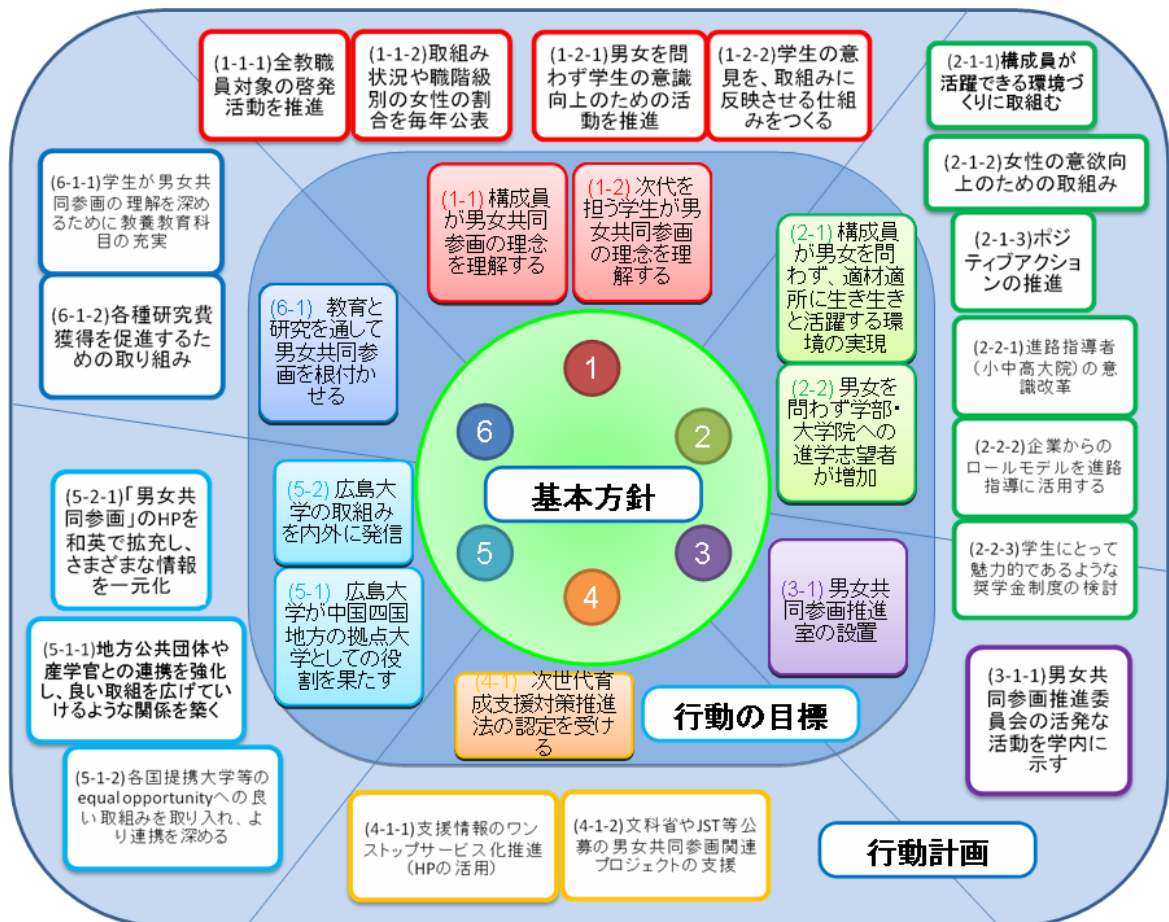 (1-1-1)全教職
員対象の啓発
活動を推進
(1-1-2)取組み
状況や職階級
別の女性の割
合を毎年公表
(1-2-1)男女を問
わず学生の意識
向上のための活
動を推進
(1-2-2)学生の意
見を、取組みに
反映させる仕組
みをつくる
(2-1-1)構成員が
活躍できる環境づ
くりに取組む
(2-1-2)女性の意欲向
上のための取組み
(2-1-3)ポジ
ティブアクショ
ンの推進
(2-2-1)進路指導者
(小中高大院)の意
識改革
(2-2-2)企業からの
ロールモデルを進路
指導に活用する
(2-2-3)学生にとって
魅力的であるような
奨学金制度の検討
(3-1-1)男女共
同参画推進委
員会の活発な
活動を学内に
示す
(6-1-1)学生が男女共
同参画の理解を深め
るために教養教育科
目の充実
(6-1-2)各種研究費
獲得を促進するた
めの取り組み
(5-2-1)「男女共
同参画」のHPを
和英で拡充し、
さまざまな情報
を一元化
(5-1-1)地方公共団体や
産学官との連携を強化
し、良い取組を広げてい
けるような関係を築く
(5-1-2)各国提携大学等の
equal opportunityへの良
い取組みを取り入れ、よ
り連携を深める
(4-1-1)支援情報のワン
ストップサービス化推進
(HPの活用)
(4-1-2)文科省やJST等公
募の男女共同参画関連
プロジェクトの支援
(1-1) 構成員
が男女共同
参画の理念
を理解する
(1-2) 次代を
担う学生が男
女共同参画
の理念を理
解する
(2-1) 構成員
が男女を問
わず、適材適
所に生き生き
と活躍する環
境の実現
(2-2) 男女を
問わず学部・
大学院への
進学志望者
が増加
(3-1) 男女共
同参画推進
室の設置
(4-1) 次世代育
成支援対策推進
法の認定を受け
る
(5-1) 広島大
学が中国四国
地方の拠点大
学としての役
割を果たす
(5-2) 広島大
学の取組み
を内外に発信
(6-1) 教育と
研究を通して
男女共同参
画を根付か
せる
1
2
3
4
5
6
基本方針
行動の目標
行動計画